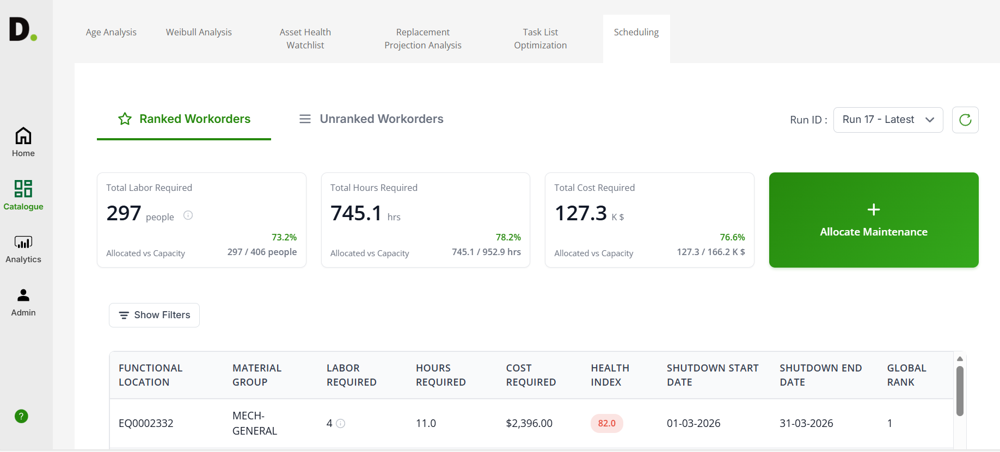 D.
Age Analysis
Weibull Analysis
Asset Health
Watchlist
Replacement
Projection Analysis
Task List
Optimization
Scheduling
Home
Catalogue
Analytics
Admin
?
Ranked Workorders
Unranked Workorders
Run ID :
Run 17 - Latest
Total Labor Required
297 people
73.2%
Allocated vs Capacity
297 / 406 people
Total Hours Required
745.1 hrs
78.2%
Allocated vs Capacity
745.1 / 952.9 hrs
Total Cost Required
127.3 K $
76.6%
Allocated vs Capacity
127.3 / 166.2 K $
+
Allocate Maintenance
Show Filters
FUNCTIONAL
LOCATION
MATERIAL
GROUP
LABOR
REQUIRED
HOURS
REQUIRED
COST
REQUIRED
HEALTH
INDEX
SHUTDOWN START
DATE
SHUTDOWN END
DATE
GLOBAL
RANK
EQ0002332
MECH-
GENERAL
4
11.0
$2,396.00
82.0
01-03-2026
31-03-2026
1